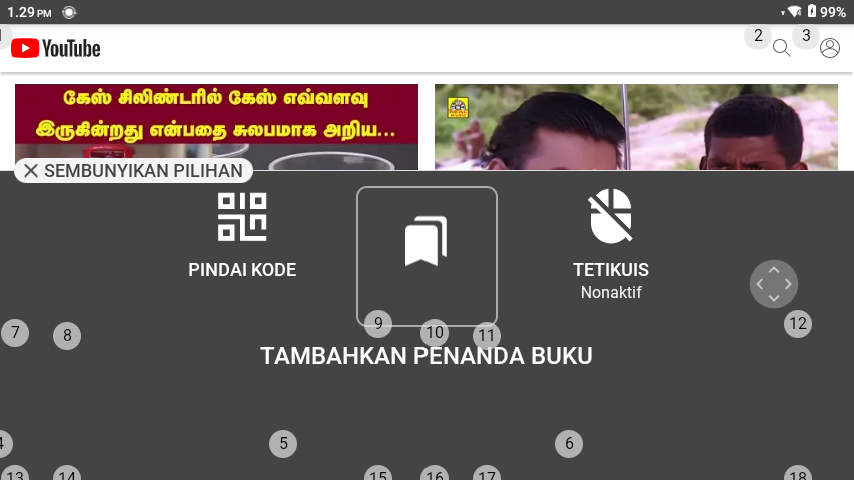 1.29 PM
99%
2
3
YouTube
கேஸ் சிலிண்டரில் கேஸ் எவ்வளவு
இருகின்றது என்பதை சுலபமாக அறிய...
SEMBUNYIKAN PILIHAN
PINDAI KODE
TETIKUS
Nonaktif
7
8
9
10
11
12
TAMBAHKAN PENANDA BUKU
4
5
6
13
14
15
16
17
18